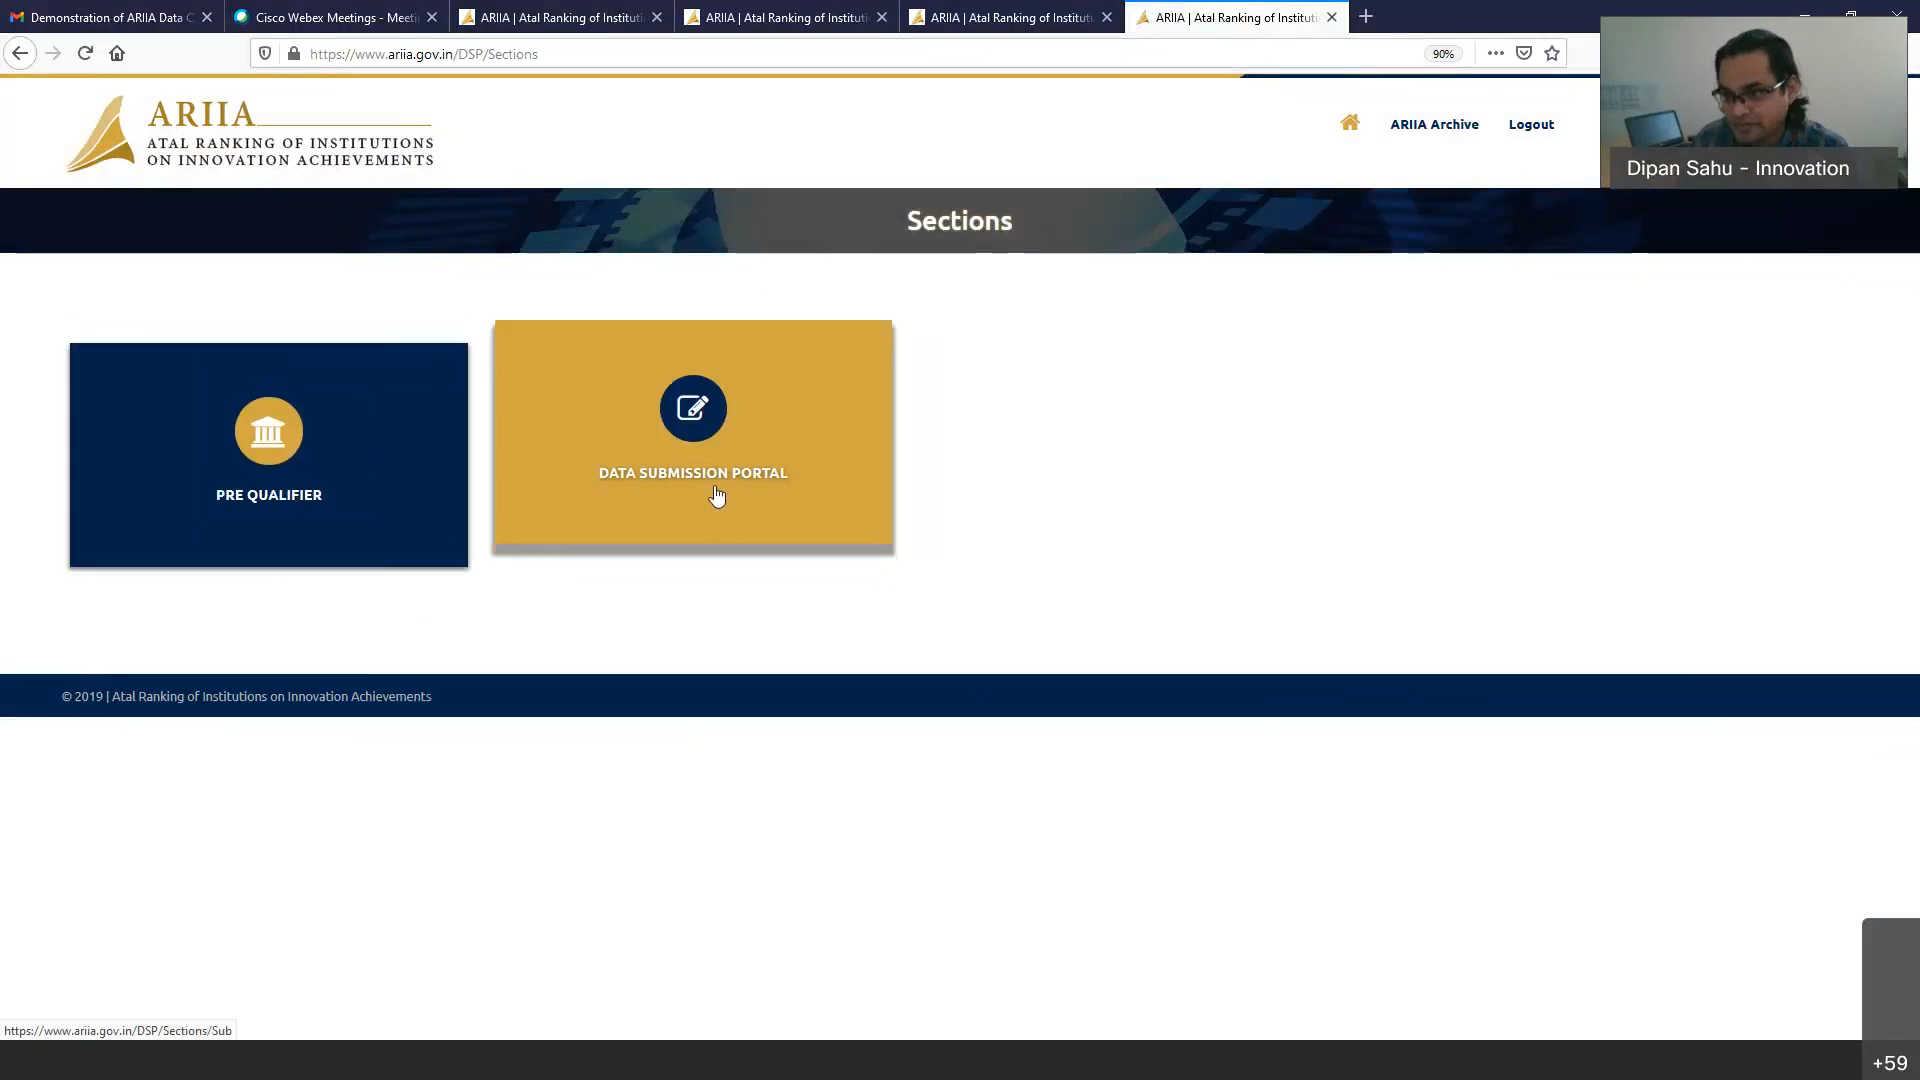 Demonstration of ARIIA Data C
Cisco Webex Meetings - Meeti
ARIIA | Atal Ranking of Instituti
ARIIA | Atal Ranking of Instituti
ARIIA | Atal Ranking of Instituti
ARIIA | Atal Ranking of Instituti
https://www.ariia.gov.in/DSP/Sections
90%
ARIIA
ATAL RANKING OF INSTITUTIONS
ON INNOVATION ACHIEVEMENTS
ARIIA Archive
Logout
Dipan Sahu - Innovation
Sections
PRE QUALIFIER
DATA SUBMISSION PORTAL
© 2019 | Atal Ranking of Institutions on Innovation Achievements
https://www.ariia.gov.in/DSP/Sections/Sub
+59